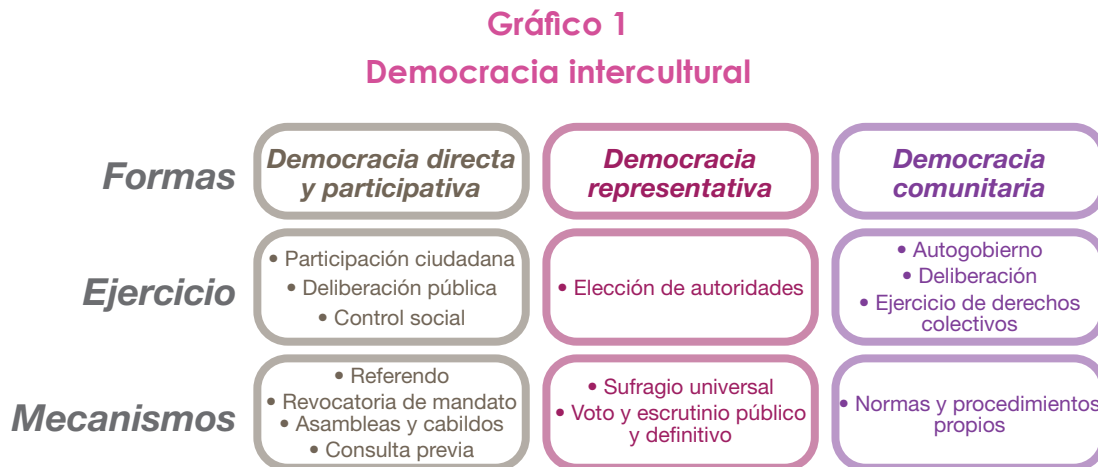 Gráfico 1
Democracia intercultural
Formas
Democracia directa
y participativa
Democracia
representativa
Democracia
comunitaria
Ejercicio
• Participación ciudadana
• Deliberación pública
• Control social
• Elección de autoridades
• Autogobierno
• Deliberación
• Ejercicio de derechos
colectivos
Mecanismos
• Referendo
• Revocatoria de mandato
• Asambleas y cabildos
• Consulta previa
• Sufragio universal
• Voto y escrutinio público
y definitivo
• Normas y procedimientos
propios